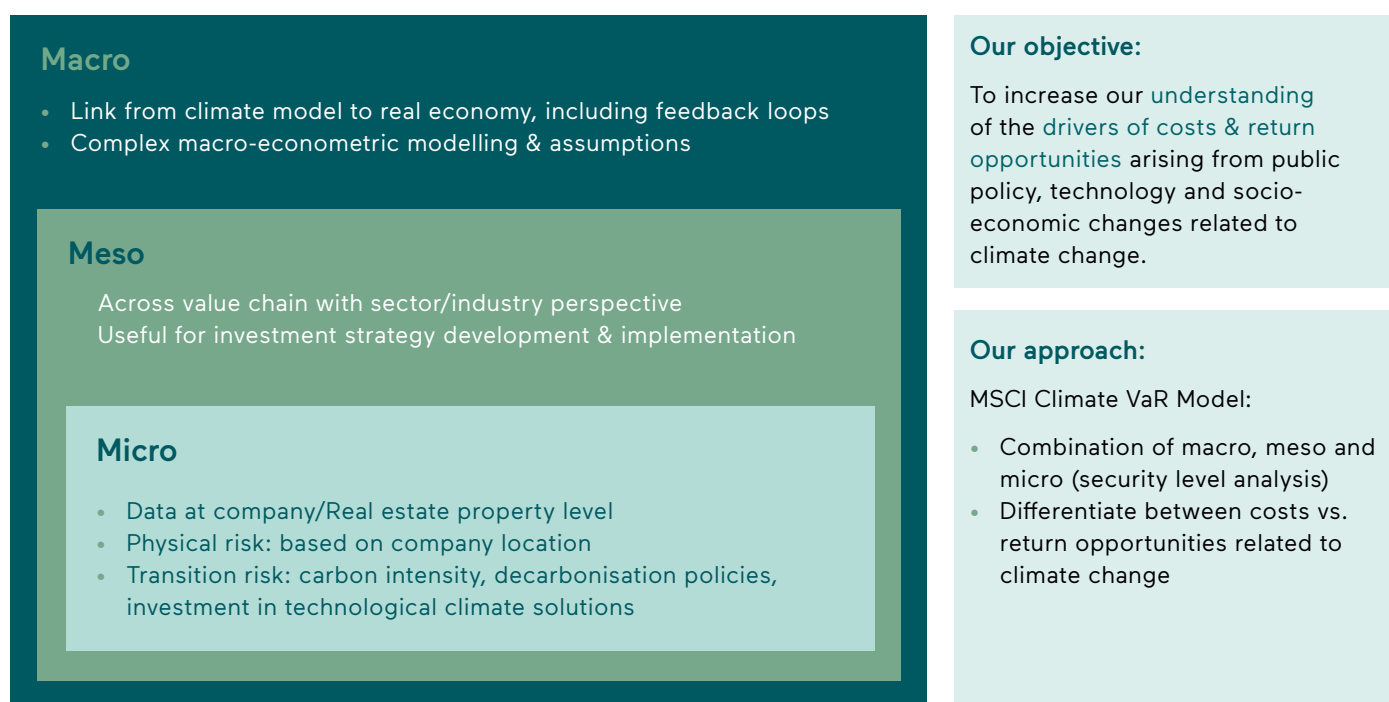 Macro
• Link from climate model to real economy, including feedback loops
• Complex macro-econometric modelling & assumptions
Meso
Across value chain with sector/industry perspective
Useful for investment strategy development & implementation
Micro
• Data at company/Real estate property level
• Physical risk: based on company location
• Transition risk: carbon intensity, decarbonisation policies,
investment in technological climate solutions
Our objective:
To increase our understanding
of the drivers of costs & return
opportunities arising from public
policy, technology and socio-
economic changes related to
climate change.
Our approach:
MSCI Climate VaR Model:
• Combination of macro, meso and
micro (security level analysis)
• Differentiate between costs vs.
return opportunities related to
climate change